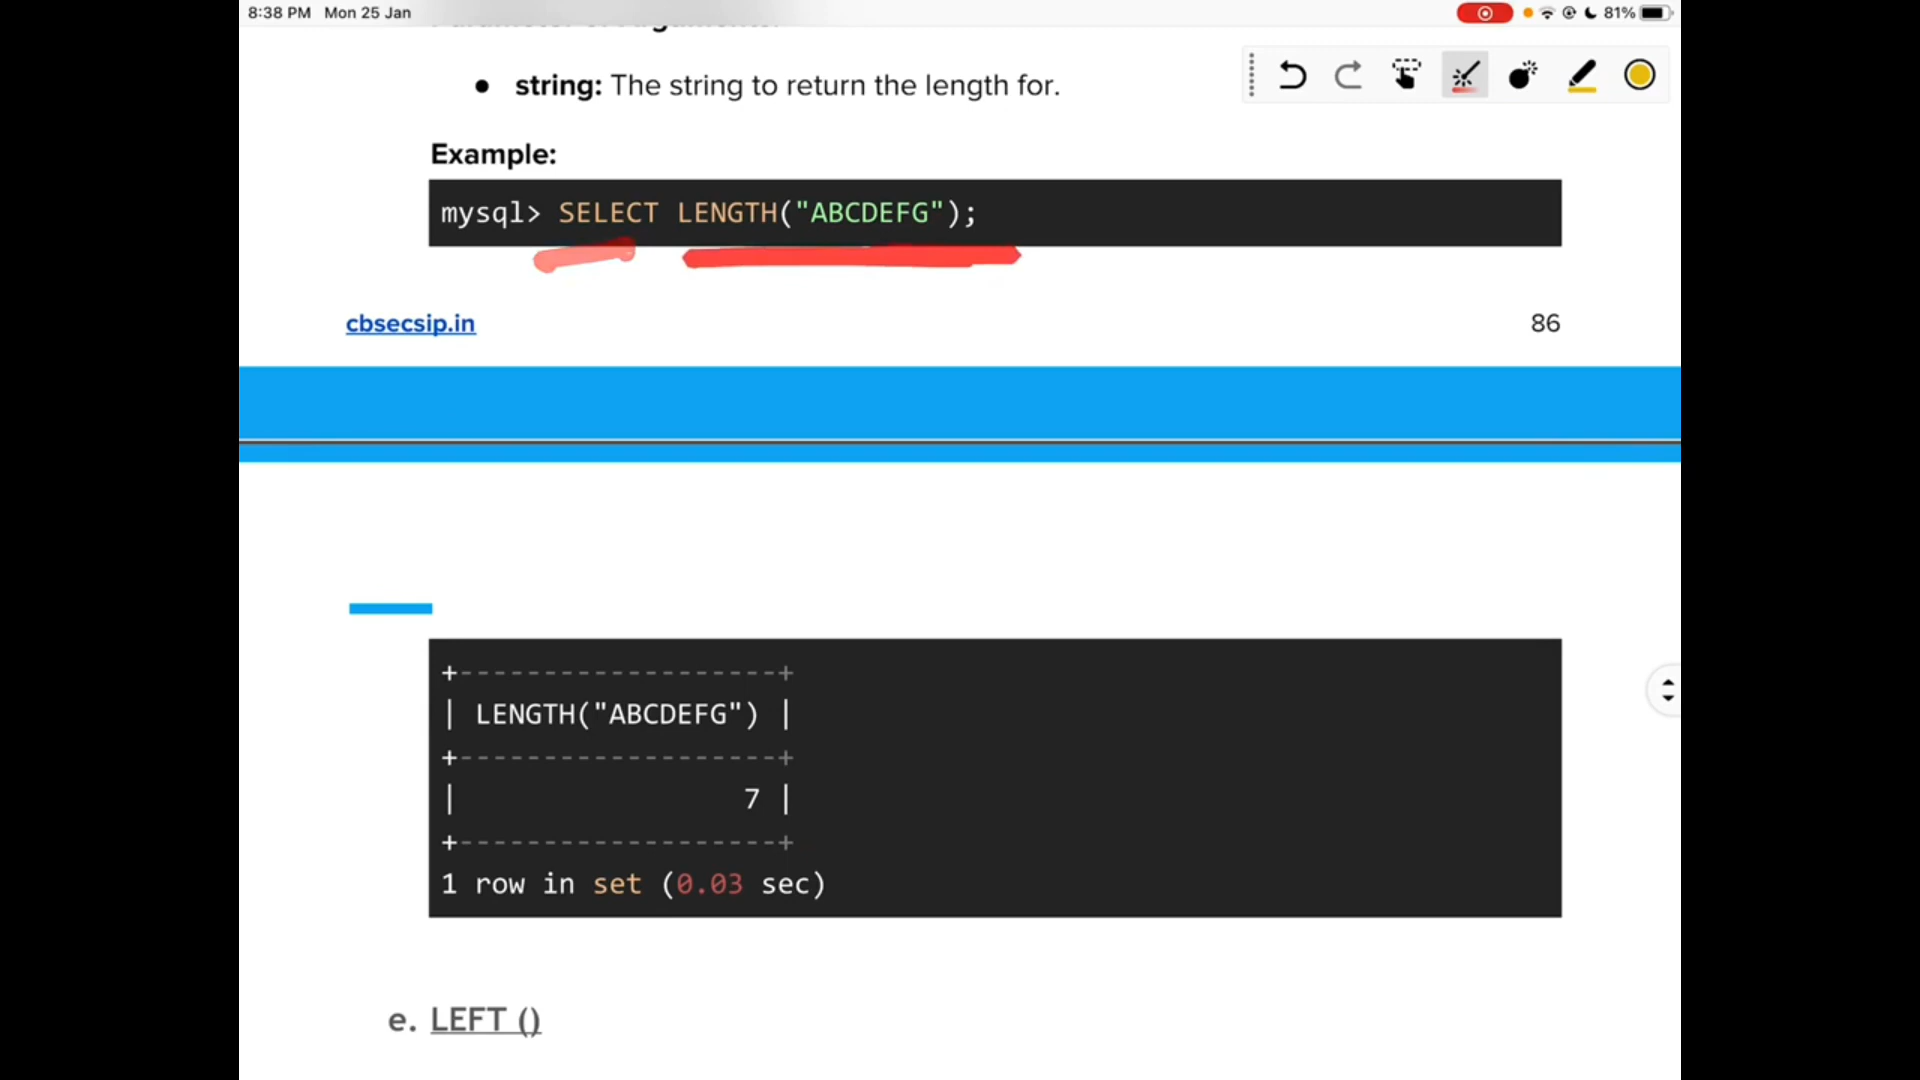 8:38 PM Mon 25 Jan
81%
● string: The string to return the length for.
Example:
mysql> SELECT LENGTH("ABCDEFG");
cbsecsip.in
86
+-------------------+
| LENGTH("ABCDEFG") |
+-------------------+
| 7 |
+-------------------+
1 row in set (0.03 sec)
e. LEFT ()